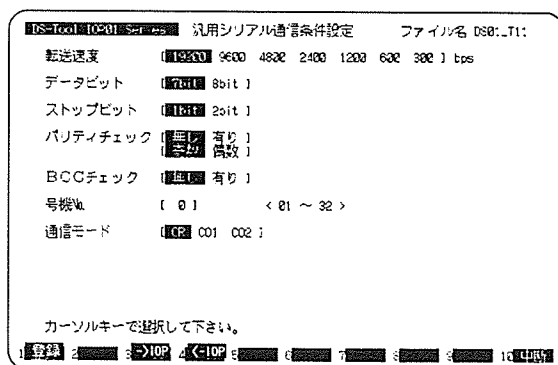 DS-Tool IOP01 Series 汎用シリアル通信条件設定 ファイル名 DS01_T11
転送速度 [ 19200 9600 4800 2400 1200 600 300 ] bps
データビット [ 7bit 8bit ]
ストップビット [ 1bit 2bit ]
パリティチェック [ 無し 有り ]
[ 奇数 偶数 ]
BCCチェック [ 無し 有り ]
号機№ [ 0 ] < 01 ～ 32 >
通信モード [ CR CO1 CO2 ]
カーソルキーで選択して下さい。
1 登録 2 3 ->IOP 4 <-IOP 5 6 7 8 9 10 中断